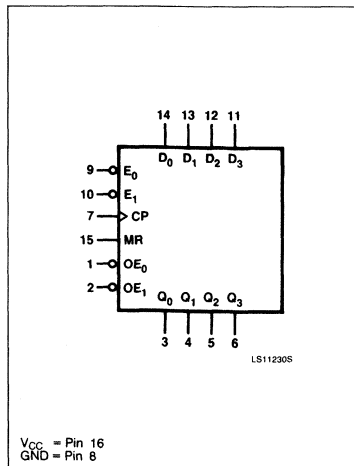 14 13 12 11
D0 D1 D2 D3
9 E0
10 E1
7 CP
15 MR
1 OE0
2 OE1
Q0 Q1 Q2 Q3
3 4 5 6
LS11230S
VCC = Pin 16
GND = Pin 8